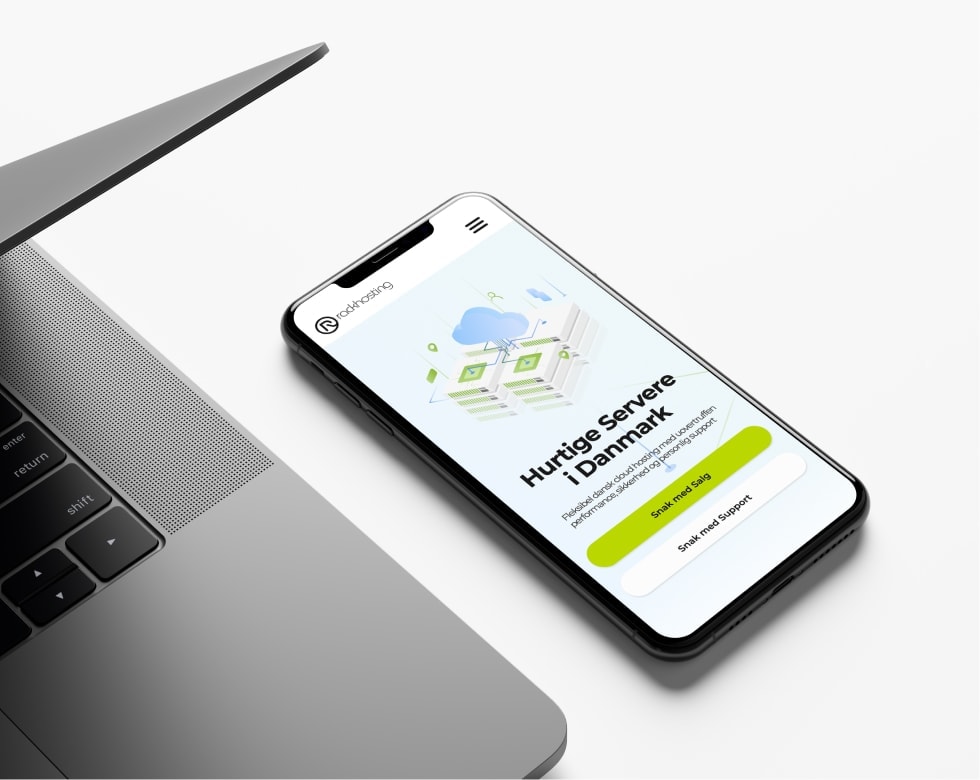 rackhosting
Hurtige Servere
i Danmark
Fleksibel dansk cloud hosting med uovertruffen
performance, sikkerhed og personlig support
Snak med Salg
Snak med Support
enter
return
shift